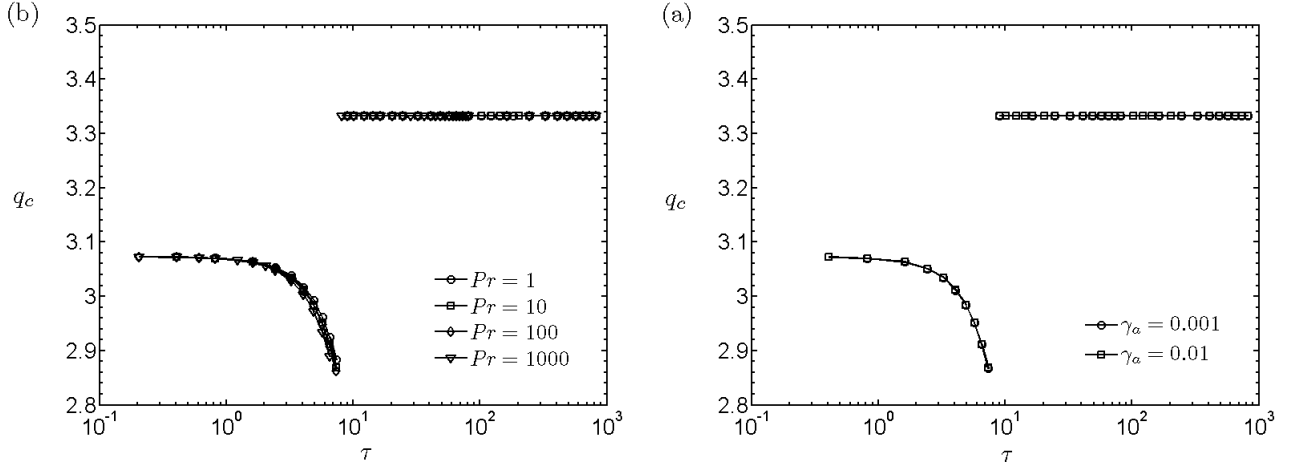 (b)
3.5
3.4
3.3
3.2
3.1
3
2.9
2.8
q_c
10^{-1}
10^0
10^1
10^2
10^3
τ
Pr = 1
Pr = 10
Pr = 100
Pr = 1000
(a)
3.5
3.4
3.3
3.2
3.1
3
2.9
2.8
q_c
10^{-1}
10^0
10^1
10^2
10^3
τ
γ_a = 0.001
γ_a = 0.01